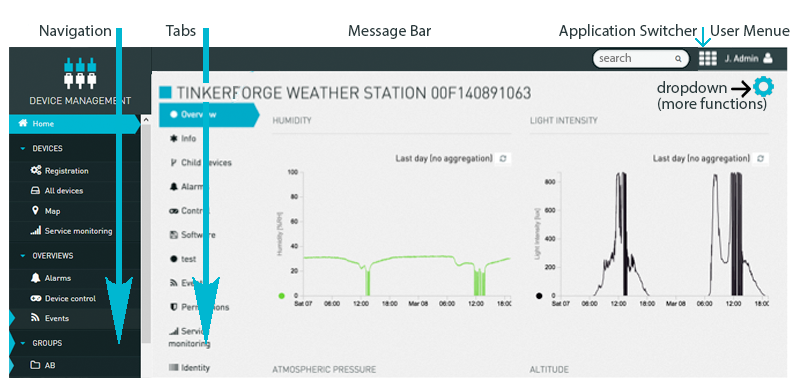 Navigation Tabs Message Bar Application Switcher User Menue
search J. Admin
DEVICE MANAGEMENT
TINKERFORGE WEATHER STATION 00F140891063
dropdown
(more functions)
Home
DEVICES
Registration
All devices
Map
Service monitoring
OVERVIEWS
Alarms
Device control
Events
GROUPS
AB
Overview
Info
Child devices
Alarm
Control
Software
test
Events
Permissions
Service
monitoring
Identity
HUMIDITY
Last day [no aggregation]
100
80
60
40
20
0
Humidity [%RH]
Sat 07 06:00 12:00 18:00 Mar 08 06:00 12:00 18:00
LIGHT INTENSITY
Last day [no aggregation]
800
600
400
200
0
Light Intensity [lux]
Sat 07 06:00 12:00 18:00 Mar 08 06:00 12:00 18:00
ATMOSPHERIC PRESSURE
ALTITUDE